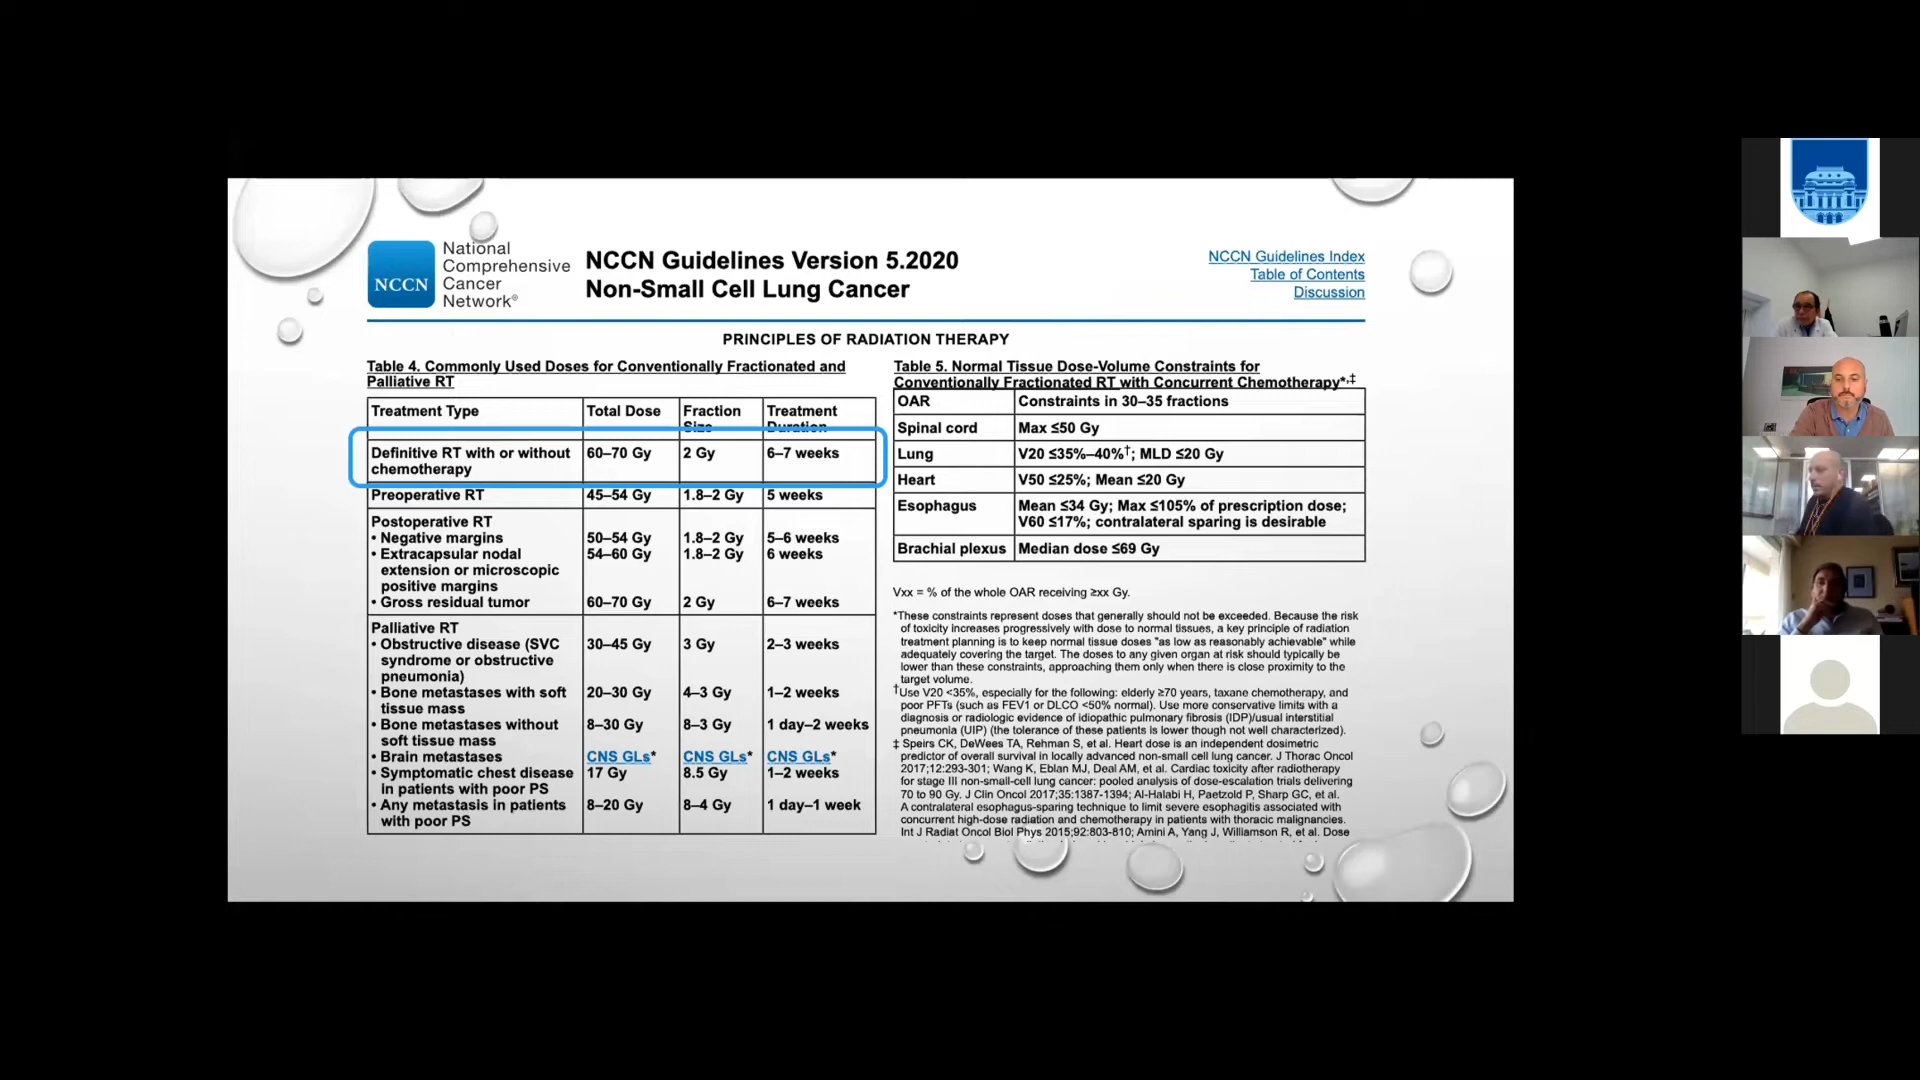 NCCN
National
Comprehensive
Cancer
Network®
NCCN Guidelines Version 5.2020
Non-Small Cell Lung Cancer
NCCN Guidelines Index
Table of Contents
Discussion
PRINCIPLES OF RADIATION THERAPY
Table 4. Commonly Used Doses for Conventionally Fractionated and
Palliative RT
Treatment Type Total Dose Fraction Size Treatment Duration
Definitive RT with or without 60–70 Gy 2 Gy 6–7 weeks
chemotherapy
Preoperative RT 45–54 Gy 1.8–2 Gy 5 weeks
Postoperative RT
• Negative margins 50–54 Gy 1.8–2 Gy 5–6 weeks
• Extracapsular nodal 54–60 Gy 1.8–2 Gy 6 weeks
extension or microscopic
positive margins
• Gross residual tumor 60–70 Gy 2 Gy 6–7 weeks
Palliative RT
• Obstructive disease (SVC 30–45 Gy 3 Gy 2–3 weeks
syndrome or obstructive
pneumonia)
• Bone metastases with soft 20–30 Gy 4–3 Gy 1–2 weeks
tissue mass
• Bone metastases without 8–30 Gy 8–3 Gy 1 day–2 weeks
soft tissue mass
• Brain metastases CNS GLs* CNS GLs* CNS GLs*
• Symptomatic chest disease 17 Gy 8.5 Gy 1–2 weeks
in patients with poor PS
• Any metastasis in patients 8–20 Gy 8–4 Gy 1 day–1 week
with poor PS
Table 5. Normal Tissue Dose-Volume Constraints for
Conventionally Fractionated RT with Concurrent Chemotherapy*,‡
OAR Constraints in 30–35 fractions
Spinal cord Max ≤50 Gy
Lung V20 ≤35%–40%†; MLD ≤20 Gy
Heart V50 ≤25%; Mean ≤20 Gy
Esophagus Mean ≤34 Gy; Max ≤105% of prescription dose;
V60 ≤17%; contralateral sparing is desirable
Brachial plexus Median dose ≤69 Gy
Vxx = % of the whole OAR receiving ≥xx Gy.
*These constraints represent doses that generally should not be exceeded. Because the risk
of toxicity increases progressively with dose to normal tissues, a key principle of radiation
treatment planning is to keep normal tissue doses "as low as reasonably achievable" while
adequately covering the target. The doses to any given organ at risk should typically be
lower than these constraints, approaching them only when there is close proximity to the
target volume.
†Use V20 <35%, especially for the following: elderly ≥70 years, taxane chemotherapy, and
poor PFTs (such as FEV1 or DLCO <50% normal). Use more conservative limits with a
diagnosis or radiologic evidence of idiopathic pulmonary fibrosis (IDP)/usual interstitial
pneumonia (UIP) (the tolerance of these patients is lower though not well characterized).
‡ Speirs CK, DeWees TA, Rehman S, et al. Heart dose is an independent dosimetric
predictor of overall survival in locally advanced non-small cell lung cancer. J Thorac Oncol
2017;12:293-301; Wang K, Eblan MJ, Deal AM, et al. Cardiac toxicity after radiotherapy
for stage III non-small-cell lung cancer: pooled analysis of dose-escalation trials delivering
70 to 90 Gy. J Clin Oncol 2017;35:1387-1394; Al-Halabi H, Paetzold P, Sharp GC, et al.
A contralateral esophagus-sparing technique to limit severe esophagitis associated with
concurrent high-dose radiation and chemotherapy in patients with thoracic malignancies.
Int J Radiat Oncol Biol Phys 2015;92:803-810; Amini A, Yang J, Williamson R, et al. Dose